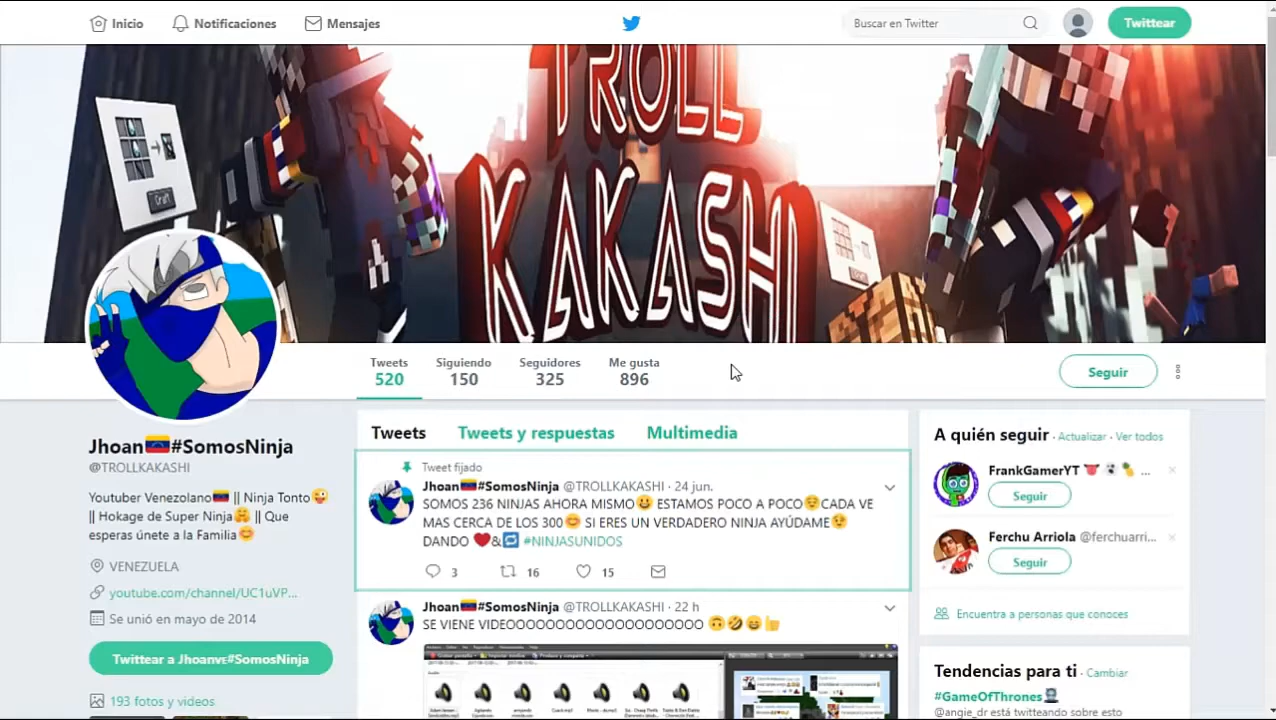 Inicio Notificaciones Mensajes Buscar en Twitter Twittear
TROLL
KAKASHI
Craft
Tweets Siguiendo Seguidores Me gusta
520 150 325 896
Seguir
Jhoan🇻🇪#SomosNinja
@TROLLKAKASHI
Youtuber Venezolano🇻🇪 || Ninja Tonto😜
|| Hokage de Super Ninja🤗 || Que
esperas únete a la Familia😊
VENEZUELA
youtube.com/channel/UC1uVP...
Se unió en mayo de 2014
Twittear a Jhoanve#SomosNinja
193 fotos y videos
Tweets Tweets y respuestas Multimedia
Tweet fijado
Jhoan🇻🇪#SomosNinja @TROLLKAKASHI · 24 jun.
SOMOS 236 NINJAS AHORA MISMO😃 ESTAMOS POCO A POCO😌CADA VE
MAS CERCA DE LOS 300😊 SI ERES UN VERDADERO NINJA AYÚDAME😉
DANDO ❤️&🔁 #NINJASUNIDOS
3 16 15
Jhoan🇻🇪#SomosNinja @TROLLKAKASHI · 22 h
SE VIENE VIDEOOOOOOOOOOOOOOOOOOO 🙃🤣😄👍
A quién seguir · Actualizar · Ver todos
FrankGamerYT 👅👽🍍 ...
Seguir
Ferchu Arriola @ferchuarri...
Seguir
Encuentra a personas que conoces
Tendencias para ti · Cambiar
#GameOfThrones
@angie_dr está twitteando sobre esto